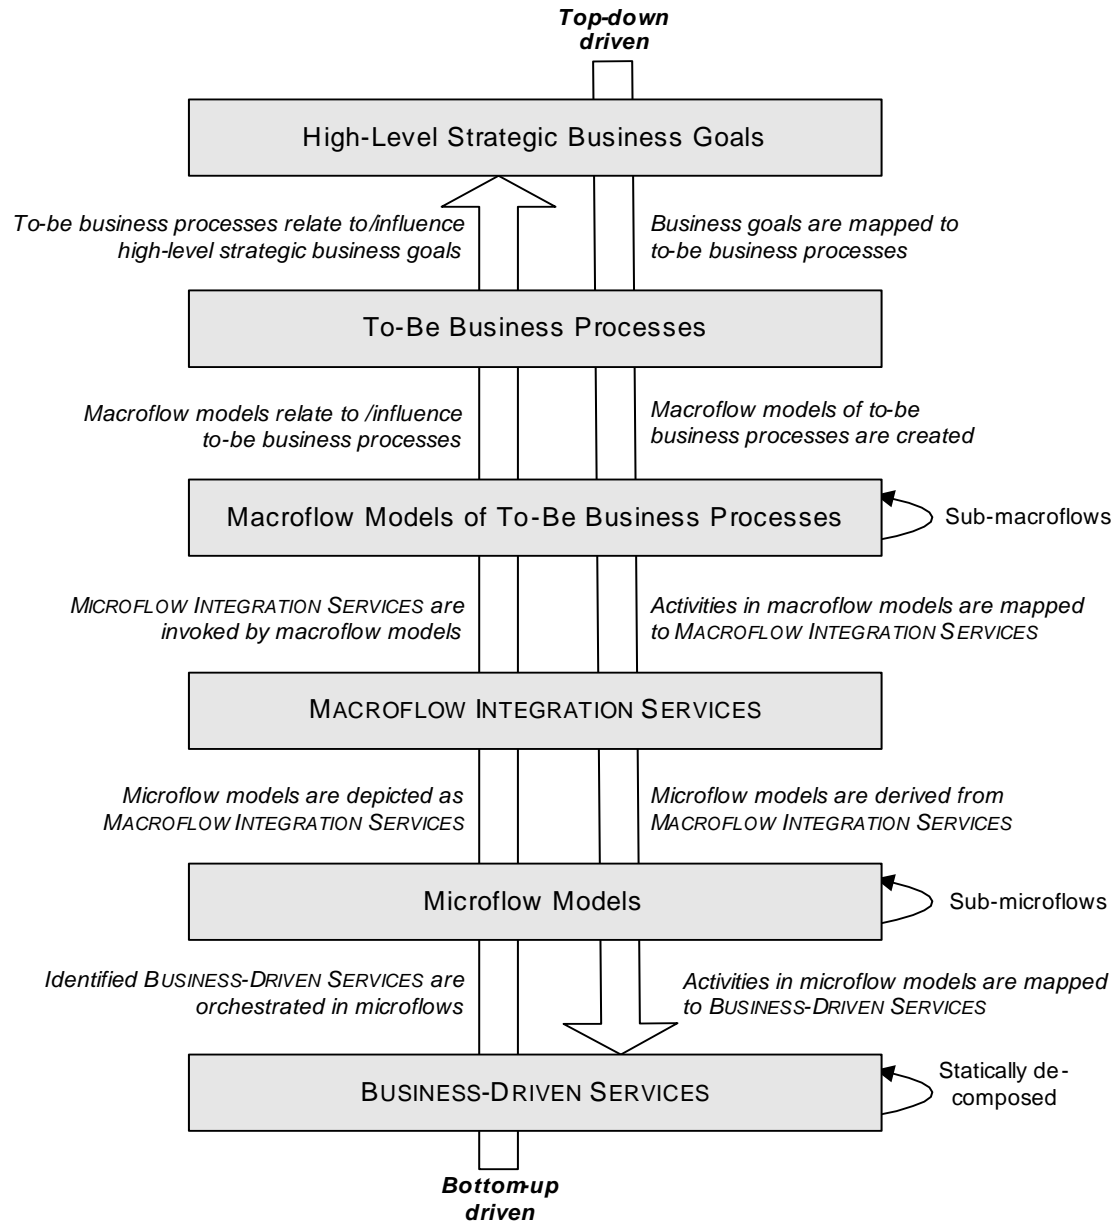 Top-down
driven
High-Level Strategic Business Goals
To-be business processes relate to/influence
high-level strategic business goals
Business goals are mapped to
to-be business processes
To-Be Business Processes
Macroflow models relate to /influence
to-be business processes
Macroflow models of to-be
business processes are created
Macroflow Models of To-Be Business Processes
Sub-macroflows
MICROFLOW INTEGRATION SERVICES are
invoked by macroflow models
Activities in macroflow models are mapped
to MACROFLOW INTEGRATION SERVICES
MACROFLOW INTEGRATION SERVICES
Microflow models are depicted as
MACROFLOW INTEGRATION SERVICES
Microflow models are derived from
MACROFLOW INTEGRATION SERVICES
Microflow Models
Sub-microflows
Identified BUSINESS-DRIVEN SERVICES are
orchestrated in microflows
Activities in microflow models are mapped
to BUSINESS-DRIVEN SERVICES
BUSINESS-DRIVEN SERVICES
Statically de-
composed
Bottom-up
driven